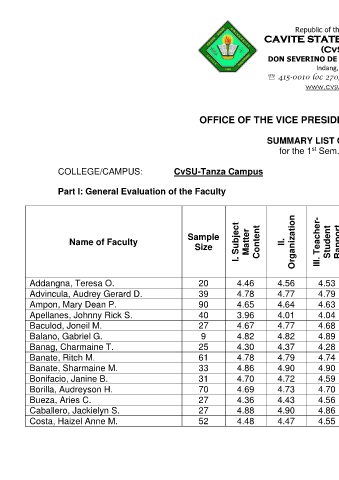 Republic of th
CAVITE STATE
(CvS
DON SEVERINO DE
Indang,
☏ 415-0010 loc 270,
www.cvs
OFFICE OF THE VICE PRESIDE
SUMMARY LIST O
for the 1st Sem.
COLLEGE/CAMPUS: CvSU-Tanza Campus
Part I: General Evaluation of the Faculty
Name of Faculty Sample Size I. Subject Matter Content II. Organization III. Teacher-Student Rapport
Addangna, Teresa O. 20 4.46 4.56 4.53
Advincula, Audrey Gerard D. 39 4.78 4.77 4.79
Ampon, Mary Dean P. 90 4.65 4.64 4.63
Apellanes, Johnny Rick S. 40 3.96 4.01 4.04
Baculod, Joneil M. 27 4.67 4.77 4.68
Balano, Gabriel G. 9 4.82 4.82 4.89
Banag, Charmaine T. 25 4.30 4.37 4.28
Banate, Ritch M. 61 4.78 4.79 4.74
Banate, Sharmaine M. 33 4.86 4.90 4.90
Bonifacio, Janine B. 31 4.70 4.72 4.59
Borilla, Audreyson H. 70 4.69 4.73 4.70
Bueza, Aries C. 27 4.36 4.43 4.56
Caballero, Jackielyn S. 27 4.88 4.90 4.86
Costa, Haizel Anne M. 52 4.48 4.47 4.55